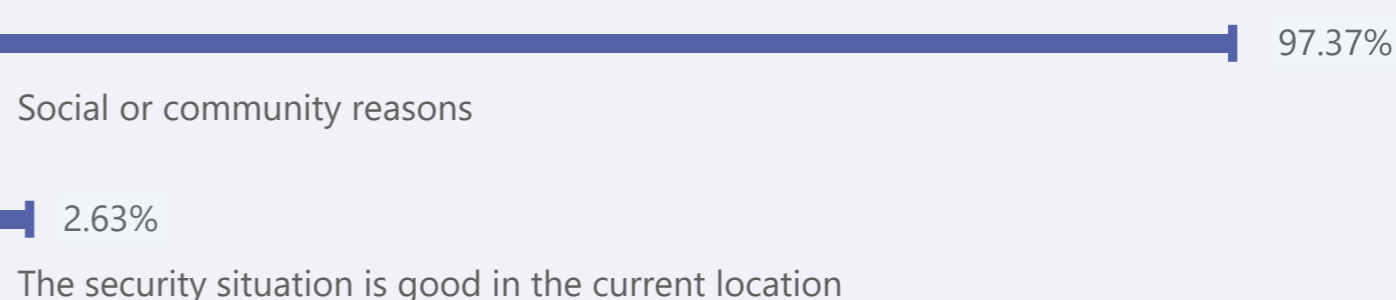 97.37%
Social or community reasons
2.63%
The security situation is good in the current location